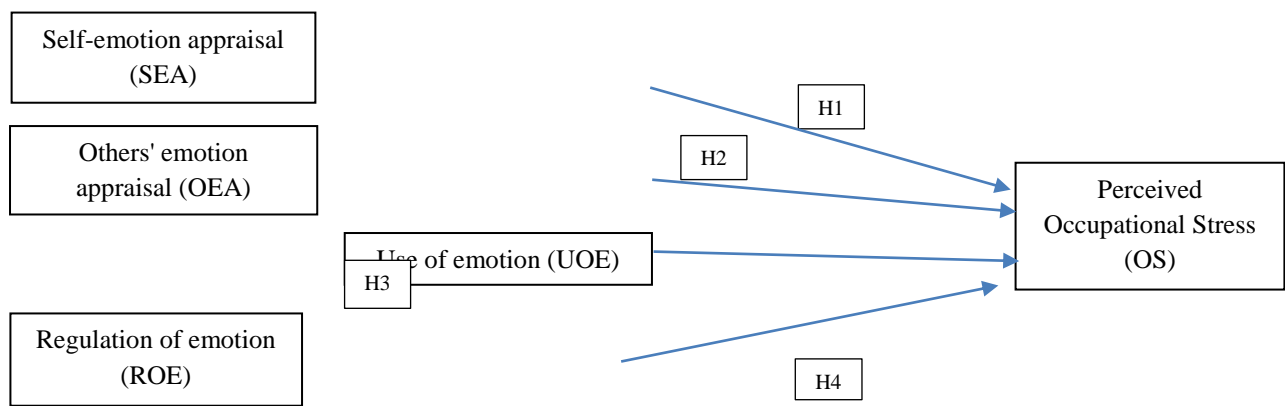 Self-emotion appraisal
(SEA)
H1
Others' emotion
appraisal (OEA)
H2
Perceived
Occupational Stress
(OS)
Use of emotion (UOE)
H3
Regulation of emotion
(ROE)
H4